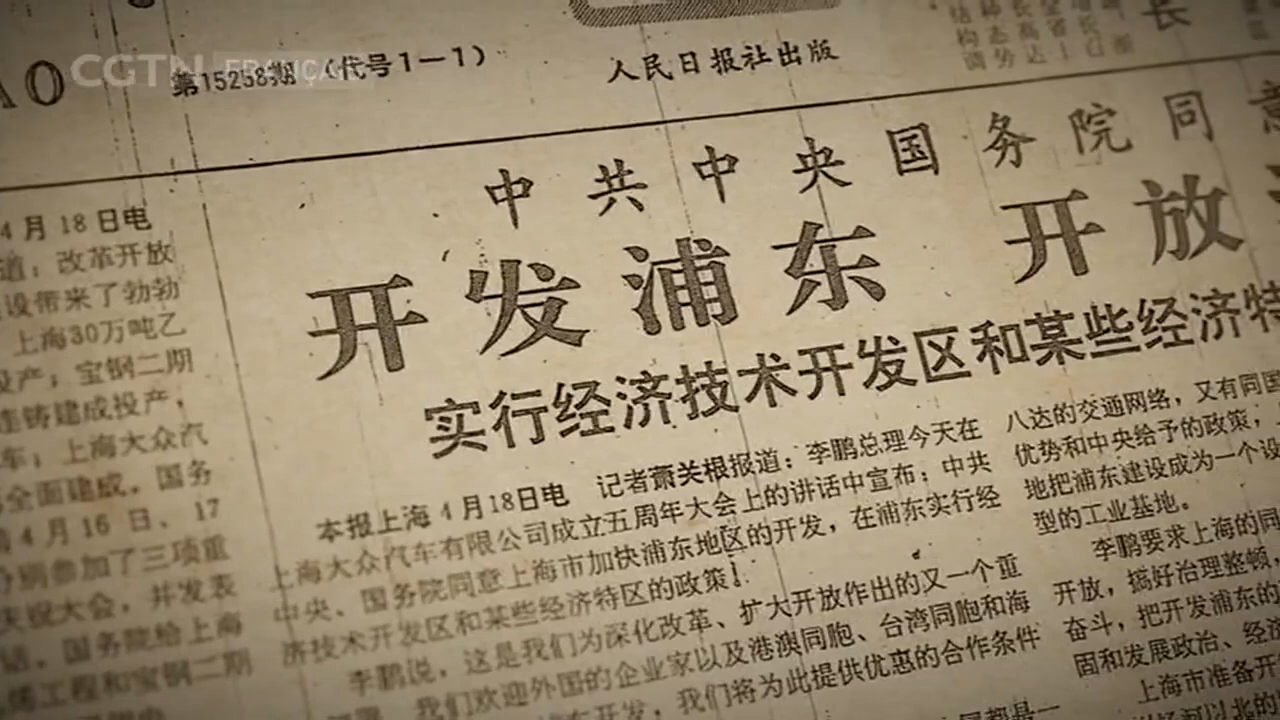 CGTN FRANÇAIS
AO
第15258期 (代号1—1)
人民日报社出版
长
中共中央国务院同意
开发浦东 开放
实行经济技术开发区和某些经济特
4月18日电
道：改革开放
设带来了勃勃
上海30万吨乙
投产；宝钢二期
连铸建成投产，
车；上海大众汽
全面建成。国务
4月16日、17
分别参加了三项重
庆祝大会，并发表
话。国务院给上海
工程和宝钢二期
本报上海4月18日电 记者萧关根报道：李鹏总理今天在
上海大众汽车有限公司成立五周年大会上的讲话中宣布：中共
中央、国务院同意上海市加快浦东地区的开发，在浦东实行经
济技术开发区和某些经济特区的政策。
李鹏说，这是我们为深化改革、扩大开放作出的又一个重
我们欢迎外国的企业家以及港澳同胞、台湾同胞和海
东开发，我们将为此提供优惠的合作条件
八达的交通网络，又有同国
优势和中央给予的政策，
地把浦东建设成为一个设
型的工业基地。
李鹏要求上海的同
开放，搞好治理整顿，
奋斗，把开发浦东的
固和发展政治、经济
上海市准备开